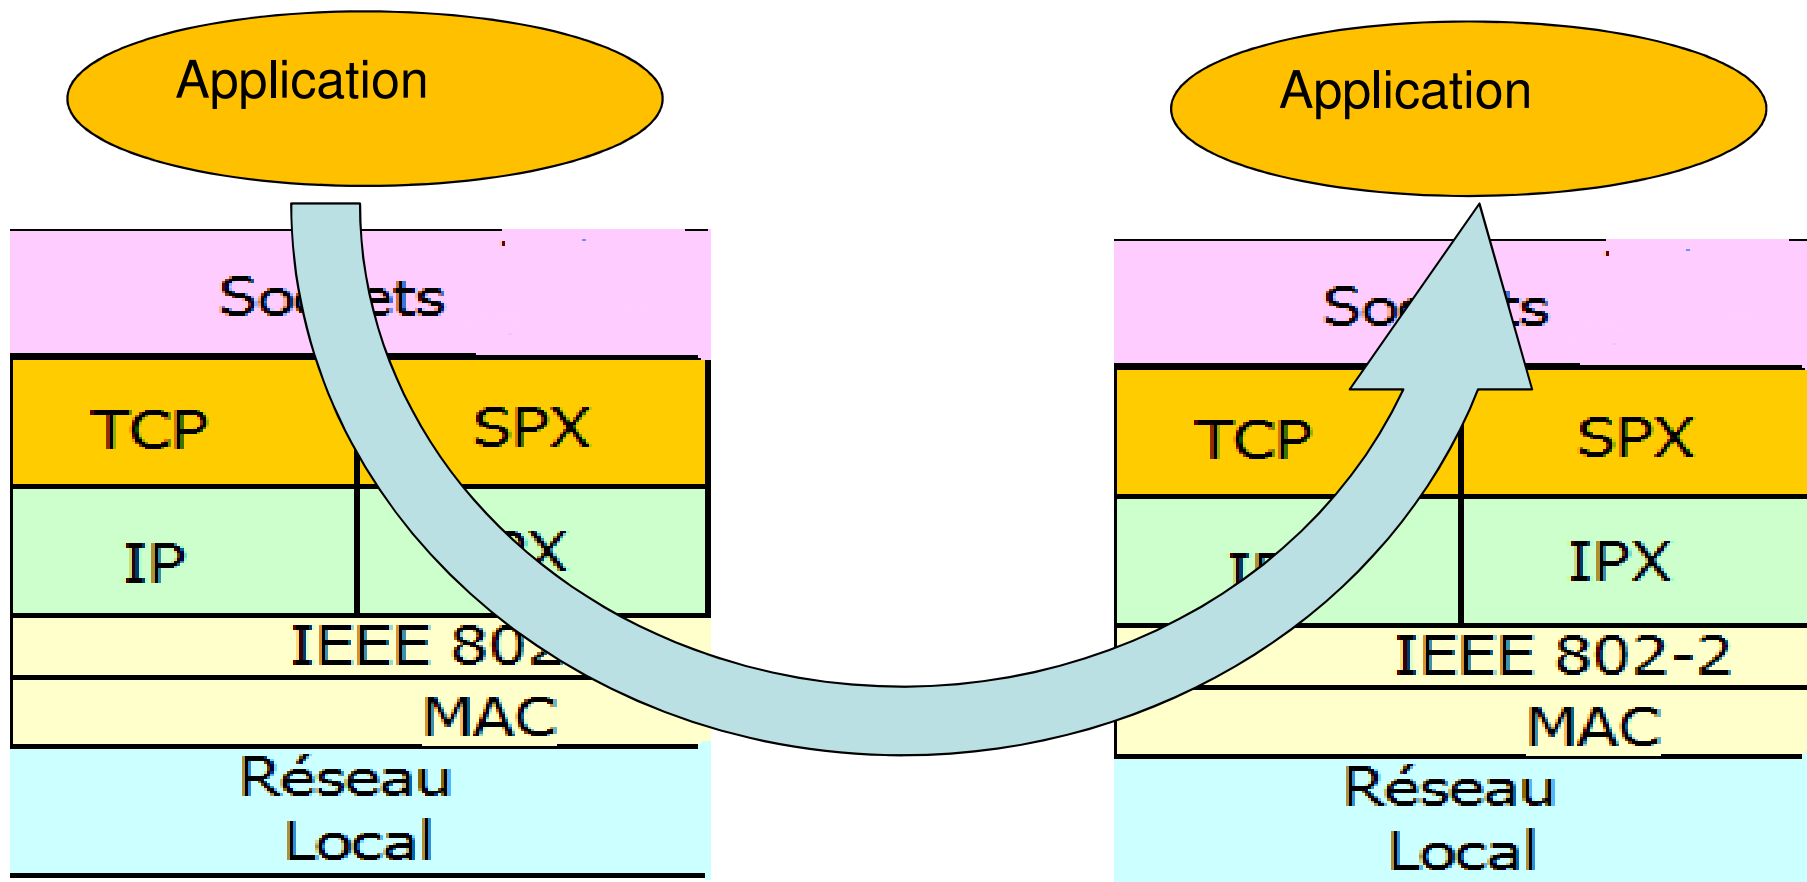 Application
TCP
SPX
IP
MAC
Réseau
Local
Application
TCP
SPX
IPX
IEEE 802-2
MAC
Réseau
Local